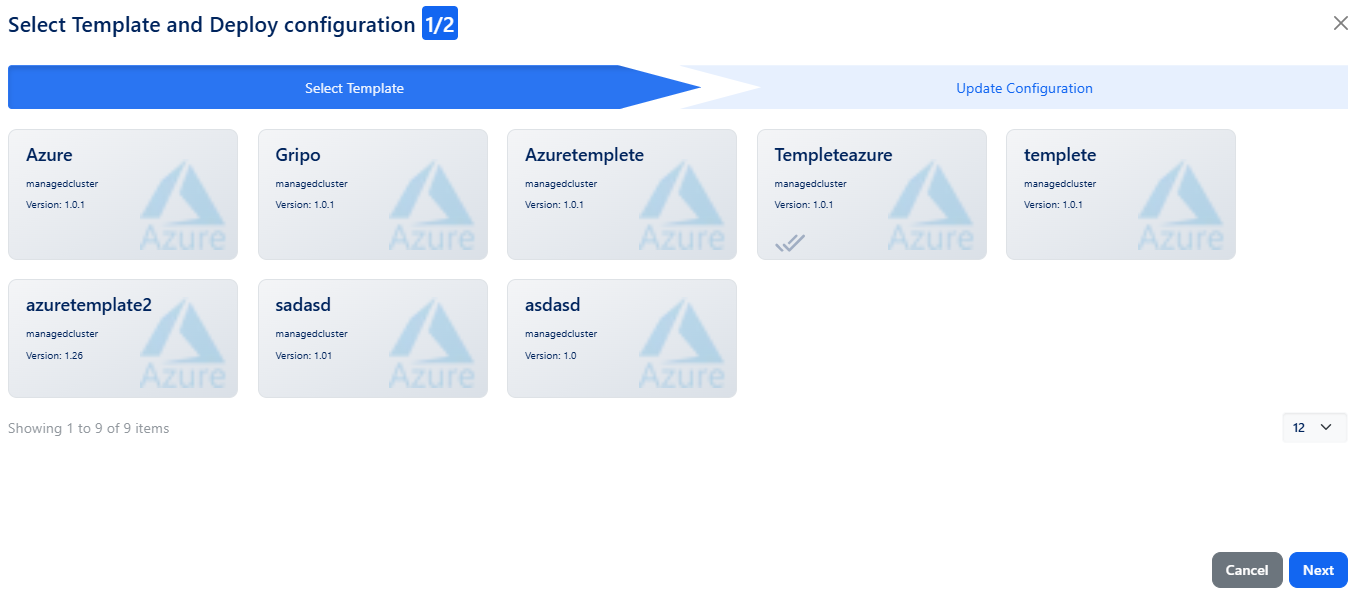 Select Template and Deploy configuration 1/2
Select Template
Update Configuration
Azure
managedcluster
Version: 1.0.1
Azure
Gripo
managedcluster
Version: 1.0.1
Azure
Azuretemplete
managedcluster
Version: 1.0.1
Azure
Templeteazure
managedcluster
Version: 1.0.1
Azure
templete
managedcluster
Version: 1.0.1
Azure
azuretemplate2
managedcluster
Version: 1.26
Azure
sadasd
managedcluster
Version: 1.01
Azure
asdasd
managedcluster
Version: 1.0
Azure
Showing 1 to 9 of 9 items
12
Cancel
Next